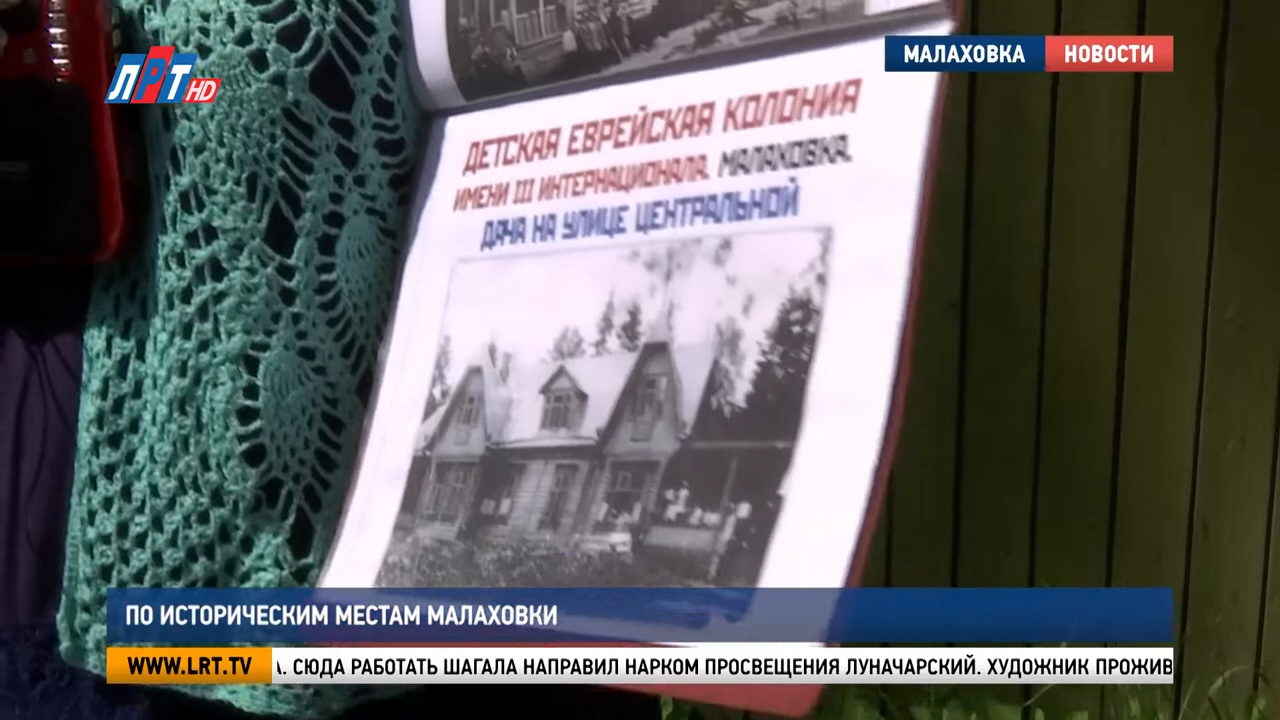 ЛРТ HD
МАЛАХОВКА НОВОСТИ
ДЕТСКАЯ ЕВРЕЙСКАЯ КОЛОНИЯ
ИМЕНИ III ИНТЕРНАЦИОНАЛА. МАЛАХОВКА.
ДАЧА НА УЛИЦЕ ЦЕНТРАЛЬНОЙ
ПО ИСТОРИЧЕСКИМ МЕСТАМ МАЛАХОВКИ
WWW.LRT.TV А. СЮДА РАБОТАТЬ ШАГАЛА НАПРАВИЛ НАРКОМ ПРОСВЕЩЕНИЯ ЛУНАЧАРСКИЙ. ХУДОЖНИК ПРОЖИВ